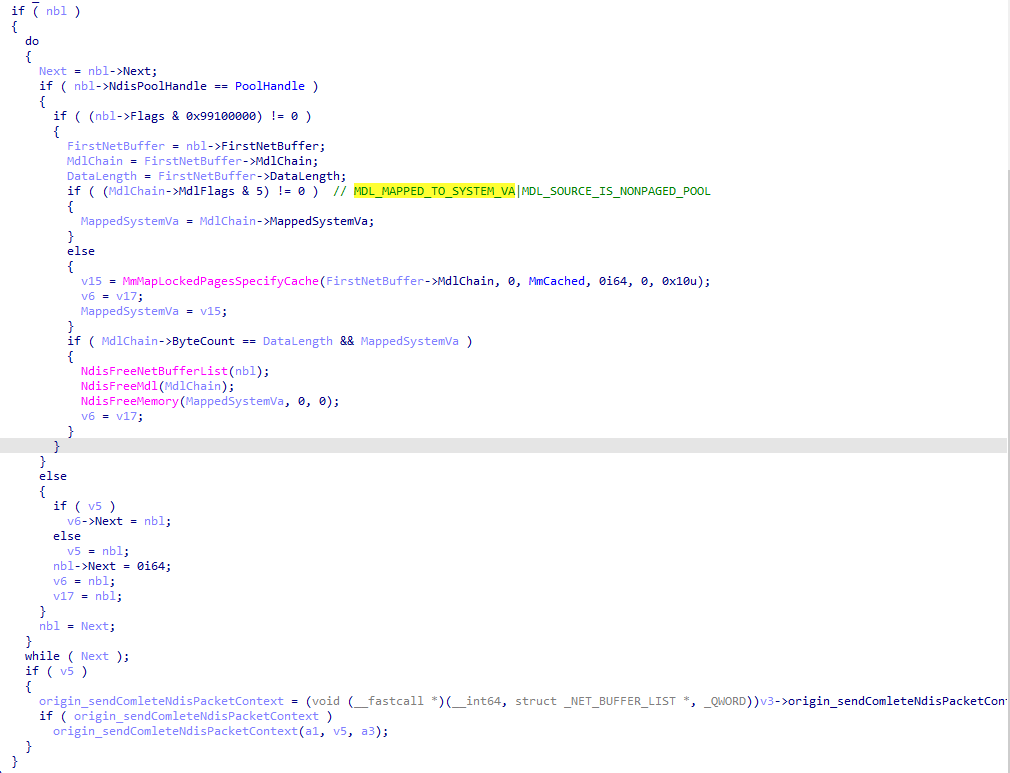 if ( nbl )
{
do
{
Next = nbl->Next;
if ( nbl->NdisPoolHandle == PoolHandle )
{
if ( (nbl->Flags & 0x99100000) != 0 )
{
FirstNetBuffer = nbl->FirstNetBuffer;
MdlChain = FirstNetBuffer->MdlChain;
DataLength = FirstNetBuffer->DataLength;
if ( (MdlChain->MdlFlags & 5) != 0 ) // MDL_MAPPED_TO_SYSTEM_VA|MDL_SOURCE_IS_NONPAGED_POOL
{
MappedSystemVa = MdlChain->MappedSystemVa;
}
else
{
v15 = MmMapLockedPagesSpecifyCache(FirstNetBuffer->MdlChain, 0, MmCached, 0i64, 0, 0x10u);
v6 = v17;
MappedSystemVa = v15;
}
if ( MdlChain->ByteCount == DataLength && MappedSystemVa )
{
NdisFreeNetBufferList(nbl);
NdisFreeMdl(MdlChain);
NdisFreeMemory(MappedSystemVa, 0, 0);
v6 = v17;
}
}
}
else
{
if ( v5 )
v6->Next = nbl;
else
v5 = nbl;
nbl->Next = 0i64;
v6 = nbl;
v17 = nbl;
}
nbl = Next;
}
while ( Next );
if ( v5 )
{
origin_sendComleteNdisPacketContext = (void (__fastcall *)(__int64, struct _NET_BUFFER_LIST *, _QWORD))v3->origin_sendComleteNdisPacketCon
if ( origin_sendComleteNdisPacketContext )
origin_sendComleteNdisPacketContext(a1, v5, a3);
}
}